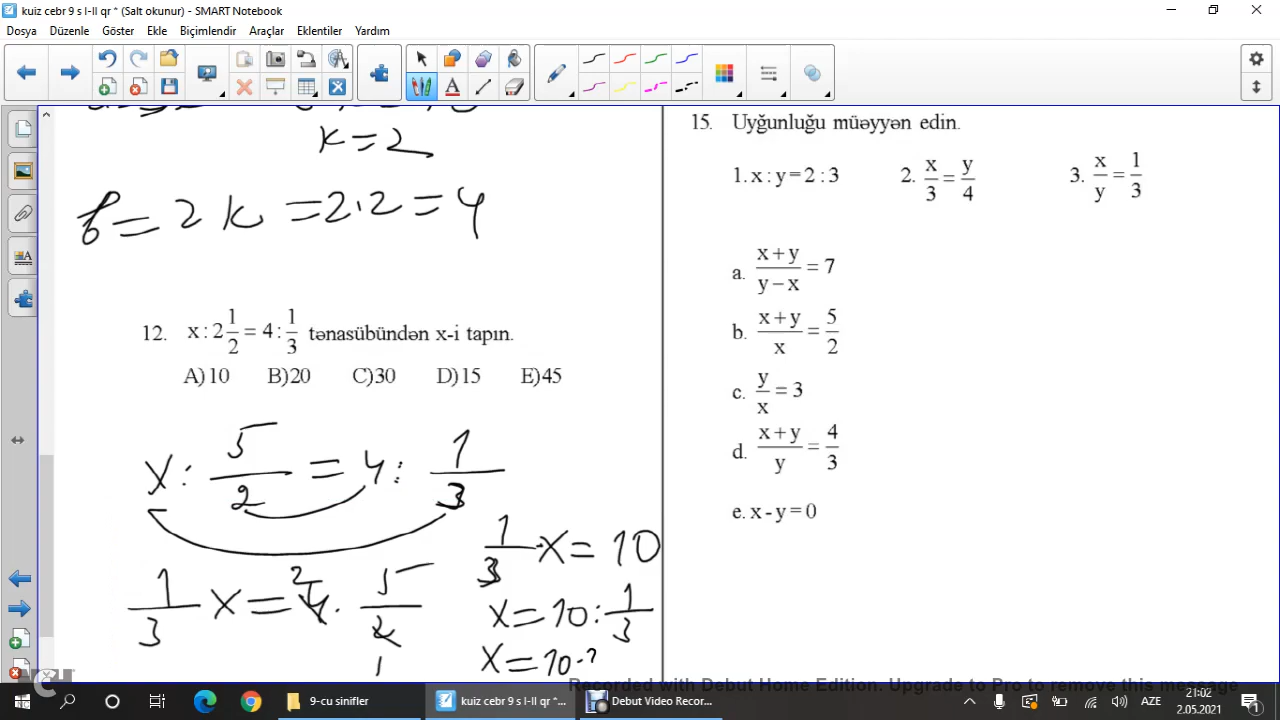 kuiz cebr 9 s I-II qr * (Salt okunur) - SMART Notebook
Dosya Düzenle Göster Ekle Biçimlendir Araçlar Eklentiler Yardım
k=2
b=2k=2·2=4
12. x : 2 1/2 = 4 : 1/3 tənasübündən x-i tapın.
A)10 B)20 C)30 D)15 E)45
x : 5/2 = 4 : 1/3
1/3 x = 4 2 · 5/2 1
1/3 · x = 10
x = 10 : 1/3
x = 10·
15. Uyğunluğu müəyyən edin.
1. x : y = 2 : 3 2. x/3 = y/4 3. x/y = 1/3
a. x+y/y−x = 7
b. x+y/x = 5/2
c. y/x = 3
d. x+y/y = 4/3
e. x - y = 0
Recorded with Debut Home Edition. Upgrade to Pro to remove this message
9-cu sinifler
kuiz cebr 9 s I-II qr *...
Debut Video Recor...
AZE
21:02
2.05.2021
1